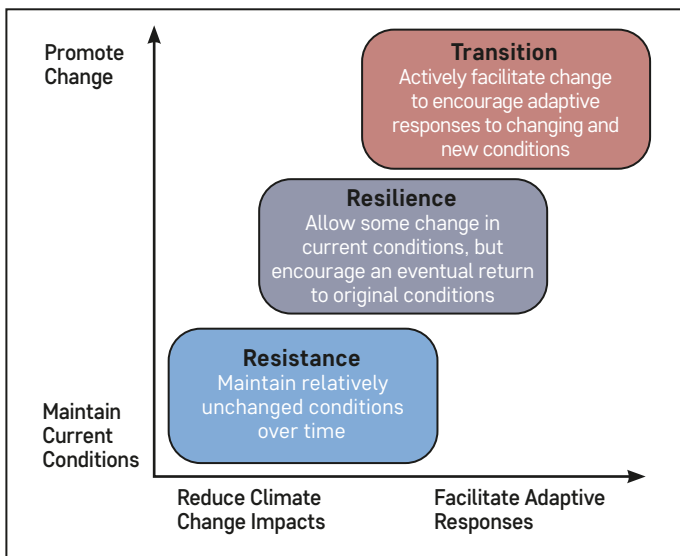 Promote
Change
Transition
Actively facilitate change
to encourage adaptive
responses to changing and
new conditions
Resilience
Allow some change in
current conditions, but
encourage an eventual return
to original conditions
Resistance
Maintain relatively
unchanged conditions
over time
Maintain
Current
Conditions
Reduce Climate
Change Impacts
Facilitate Adaptive
Responses